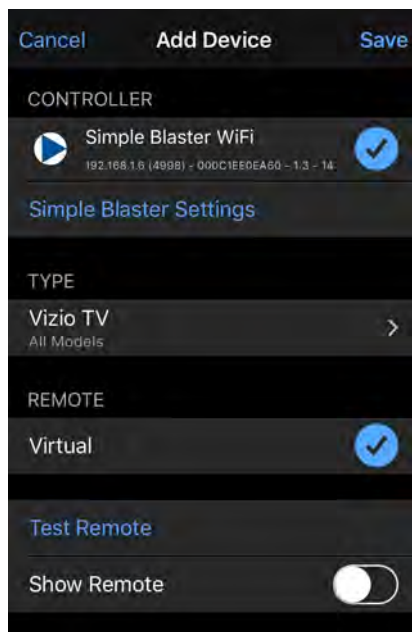 Cancel Add Device Save
CONTROLLER
Simple Blaster WiFi
192.168.1.6 (4998) - 000C1EE0EA60 - 1.3 - 14
Simple Blaster Settings
TYPE
Vizio TV
All Models
REMOTE
Virtual
Test Remote
Show Remote